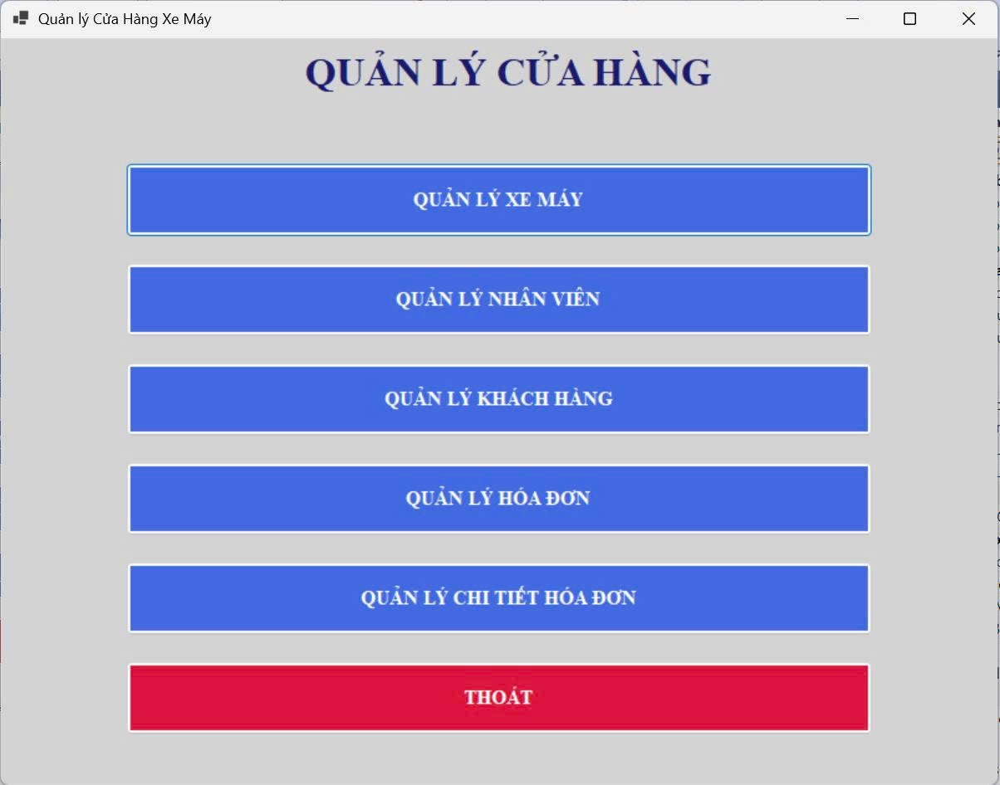 Quản lý Cửa Hàng Xe Máy
QUẢN LÝ CỬA HÀNG
QUẢN LÝ XE MÁY
QUẢN LÝ NHÂN VIÊN
QUẢN LÝ KHÁCH HÀNG
QUẢN LÝ HÓA ĐƠN
QUẢN LÝ CHI TIẾT HÓA ĐƠN
THOÁT